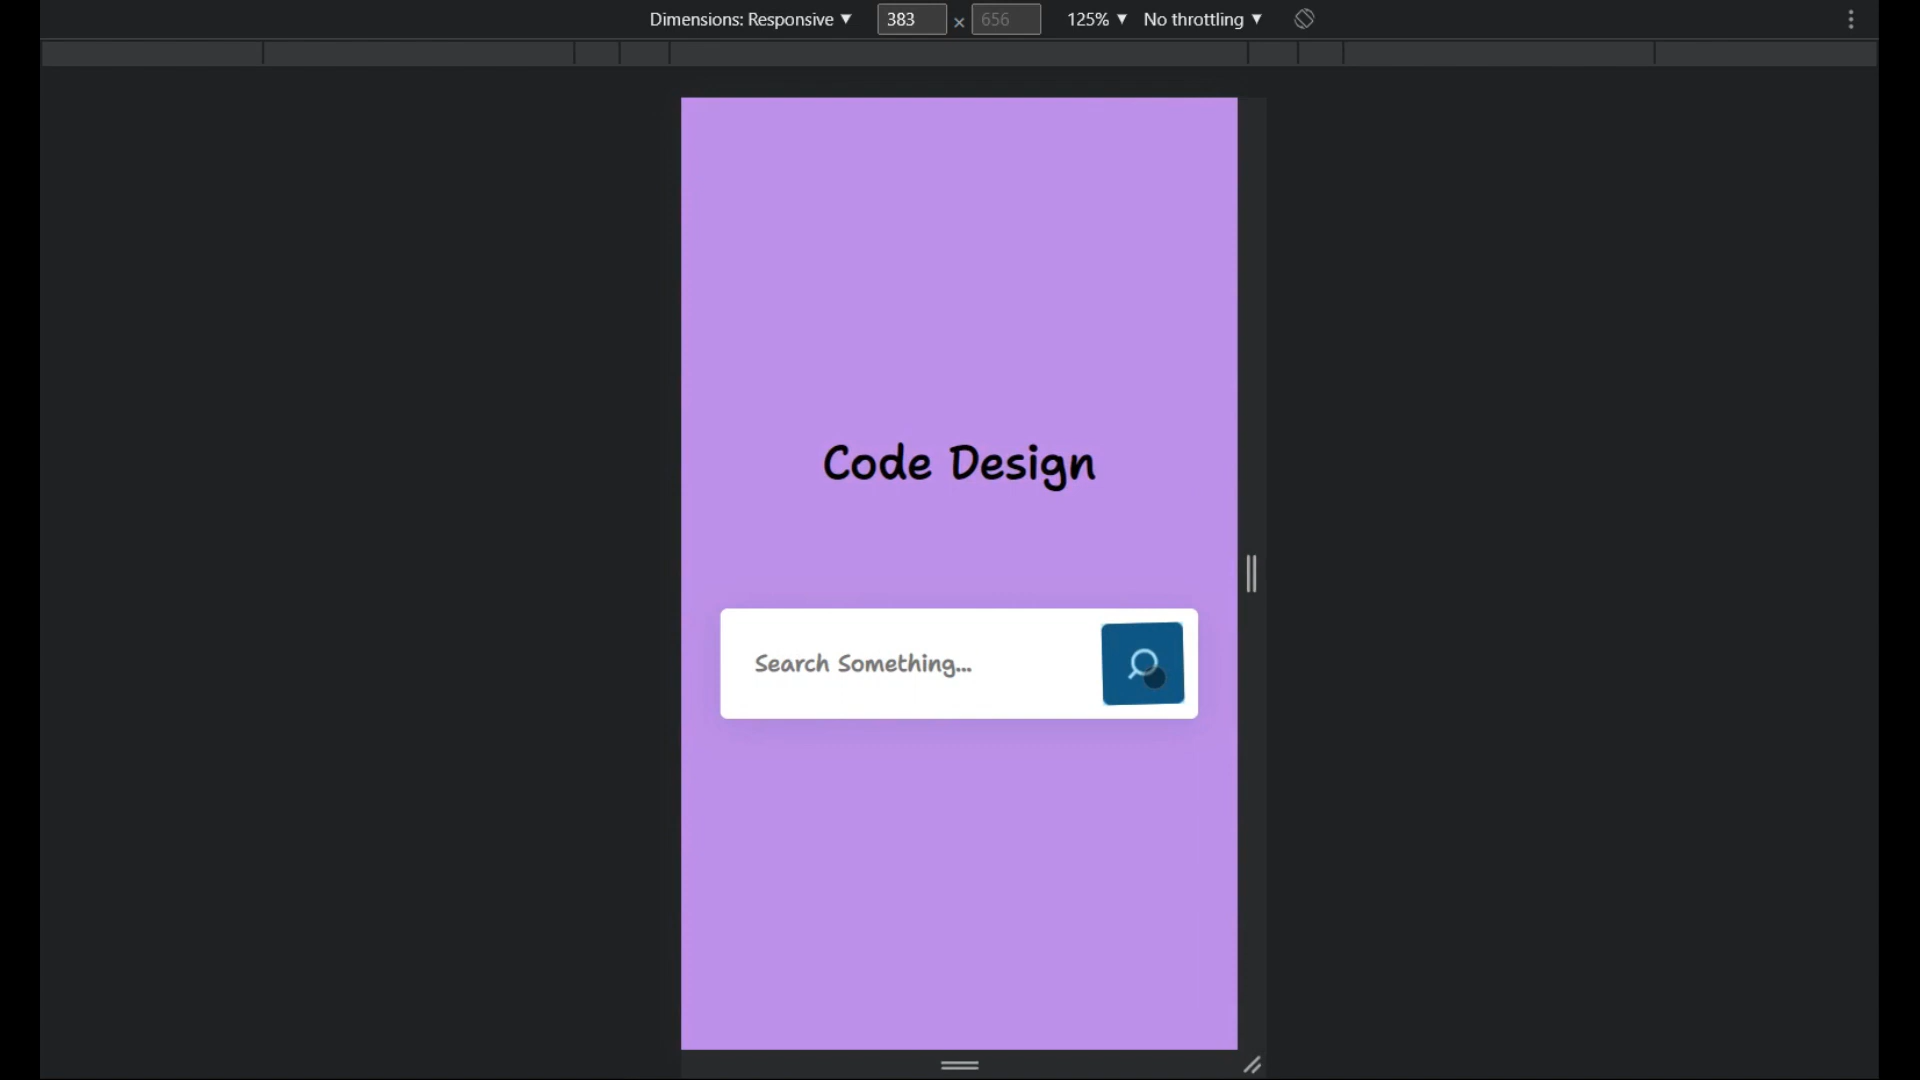 Dimensions: Responsive ▼ 383 × 656 125% ▼ No throttling ▼
Code Design
Search Something...